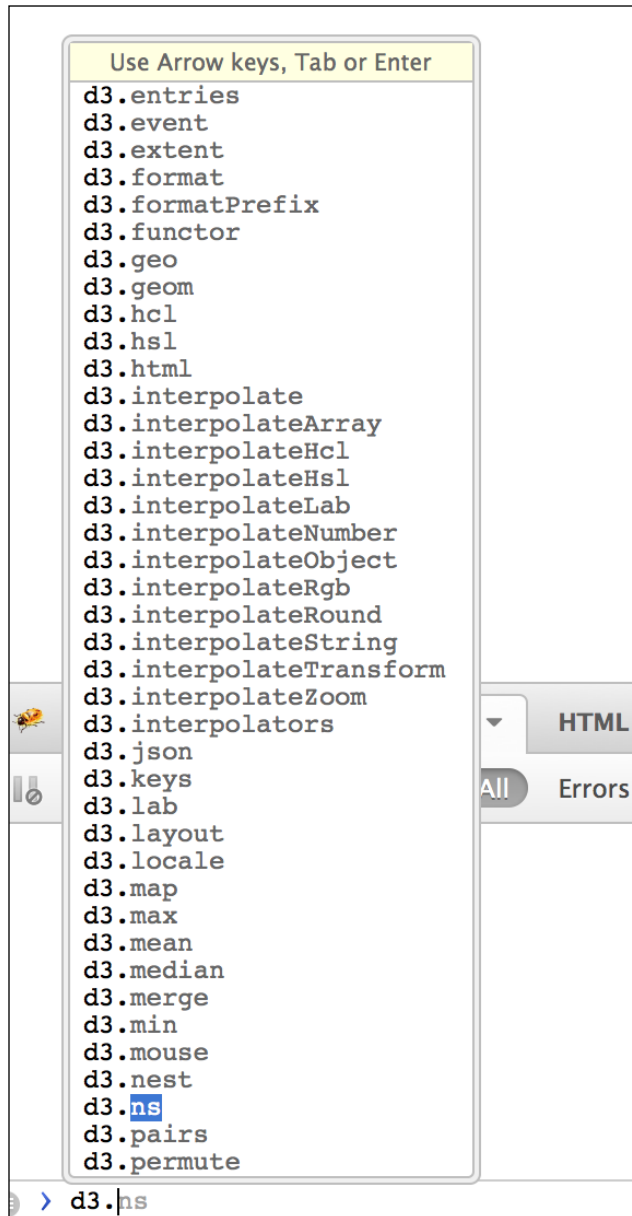 Use Arrow keys, Tab or Enter
d3.entries
d3.event
d3.extent
d3.format
d3.formatPrefix
d3.functor
d3.geo
d3.geom
d3.hcl
d3.hsl
d3.html
d3.interpolate
d3.interpolateArray
d3.interpolateHcl
d3.interpolateHsl
d3.interpolateLab
d3.interpolateNumber
d3.interpolateObject
d3.interpolateRgb
d3.interpolateRound
d3.interpolateString
d3.interpolateTransform
d3.interpolateZoom
d3.interpolators
HTML
d3.json
d3.keys
d3.lab
All Errors
d3.layout
d3.locale
d3.map
d3.max
d3.mean
d3.median
d3.merge
d3.min
d3.mouse
d3.nest
d3.ns
d3.pairs
d3.permute
> d3.ns